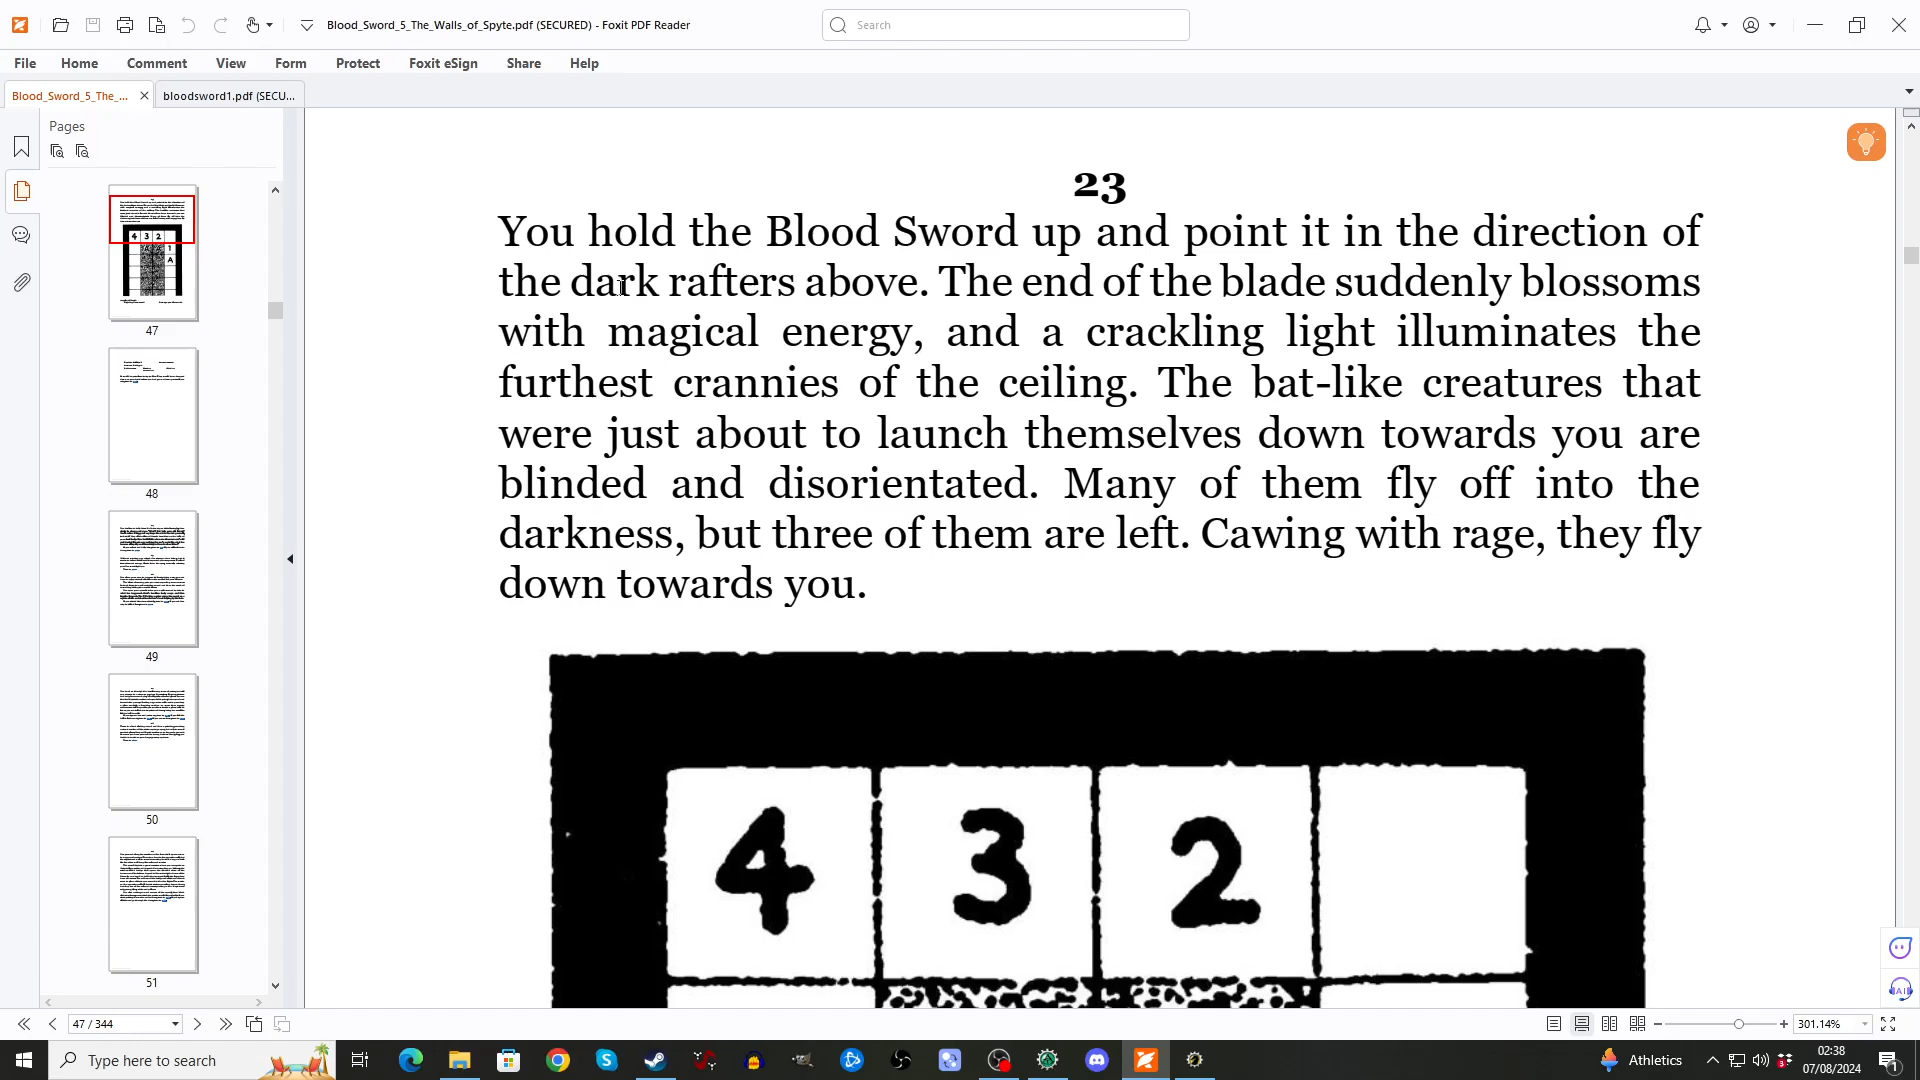 Blood_Sword_5_The_Walls_of_Spyte.pdf (SECURED) - Foxit PDF Reader
Search
File Home Comment View Form Protect Foxit eSign Share Help
Blood_Sword_5_The_... bloodsword1.pdf (SECU...
Pages
47
48
49
50
51
23
You hold the Blood Sword up and point it in the direction of
the dark rafters above. The end of the blade suddenly blossoms
with magical energy, and a crackling light illuminates the
furthest crannies of the ceiling. The bat-like creatures that
were just about to launch themselves down towards you are
blinded and disorientated. Many of them fly off into the
darkness, but three of them are left. Cawing with rage, they fly
down towards you.
4 3 2
47 / 344
301.14%
Type here to search
Athletics
02:38
07/08/2024